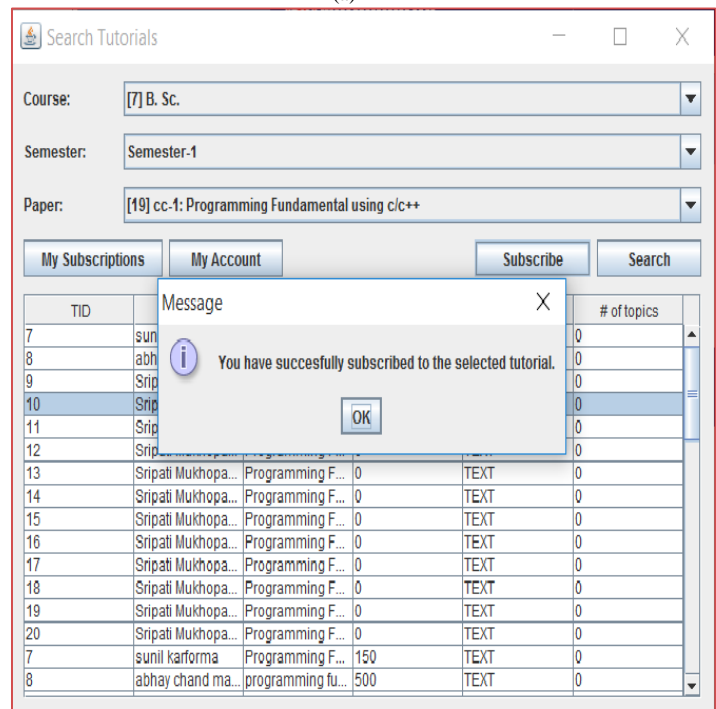 Search Tutorials
Course: [7] B. Sc.
Semester: Semester-1
Paper: [19] cc-1: Programming Fundamental using c/c++
My Subscriptions My Account Subscribe Search
Message X
TID # of topics
You have succesfully subscribed to the selected tutorial.
OK
7 sun 0
8 abh 0
9 Srip 0
10 Srip 0
11 Srip 0
12 0
13 Sripati Mukhopa... Programming F... 0 TEXT 0
14 Sripati Mukhopa... Programming F... 0 TEXT 0
15 Sripati Mukhopa... Programming F... 0 TEXT 0
16 Sripati Mukhopa... Programming F... 0 TEXT 0
17 Sripati Mukhopa... Programming F... 0 TEXT 0
18 Sripati Mukhopa... Programming F... 0 TEXT 0
19 Sripati Mukhopa... Programming F... 0 TEXT 0
20 Sripati Mukhopa... Programming F... 0 TEXT 0
7 sunil karforma Programming F... 150 TEXT 0
8 abhay chand ma... programming fu... 500 TEXT 0